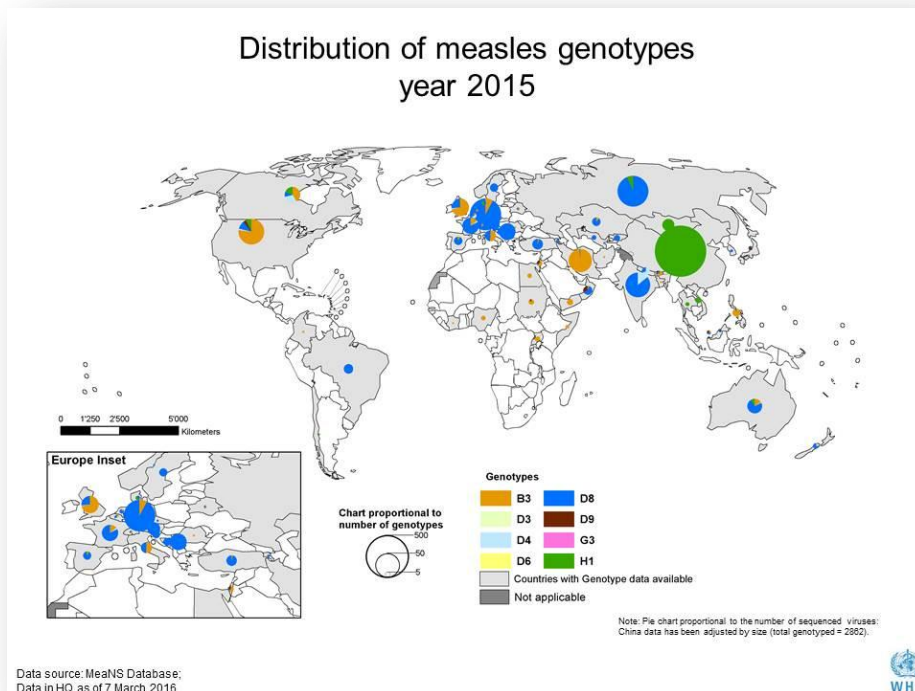 Distribution of measles genotypes
year 2015
0 1'250 2'500 5'000
Kilometers
Europe Inset
Chart proportional to
number of genotypes
500
50
5
Genotypes
B3 D8
D3 D9
D4 G3
D6 H1
Countries with Genotype data available
Not applicable
Note: Pie chart proportional to the number of sequenced viruses:
China data has been adjusted by size (total genotyped = 2862).
Data source: MeaNS Database;
Data in HQ as of 7 March 2016
WH